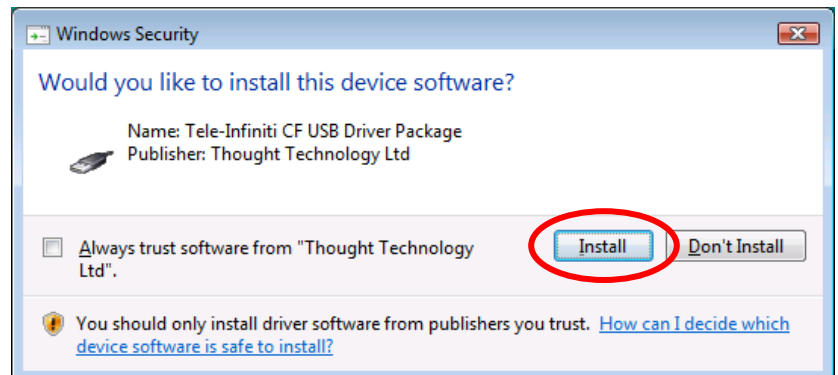 Windows Security
Would you like to install this device software?
Name: Tele-Infiniti CF USB Driver Package
Publisher: Thought Technology Ltd
Always trust software from "Thought Technology
Ltd".
Install
Don't Install
You should only install driver software from publishers you trust. How can I decide which
device software is safe to install?